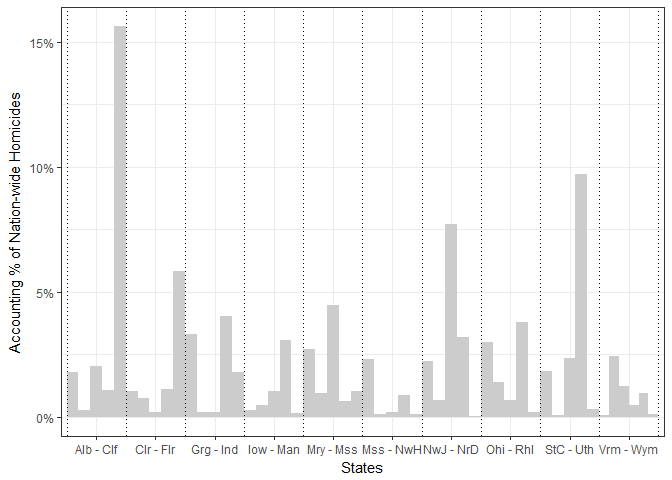 Accounting % of Nation-wide Homicides
15%
10%
5%
0%
Alb - Clf Clr - Flr Grg - Ind Iow - Man Mry - Mss Mss - NwH NwJ - NrD Ohi - Rhl StC - Uth Vrm - Wym
States